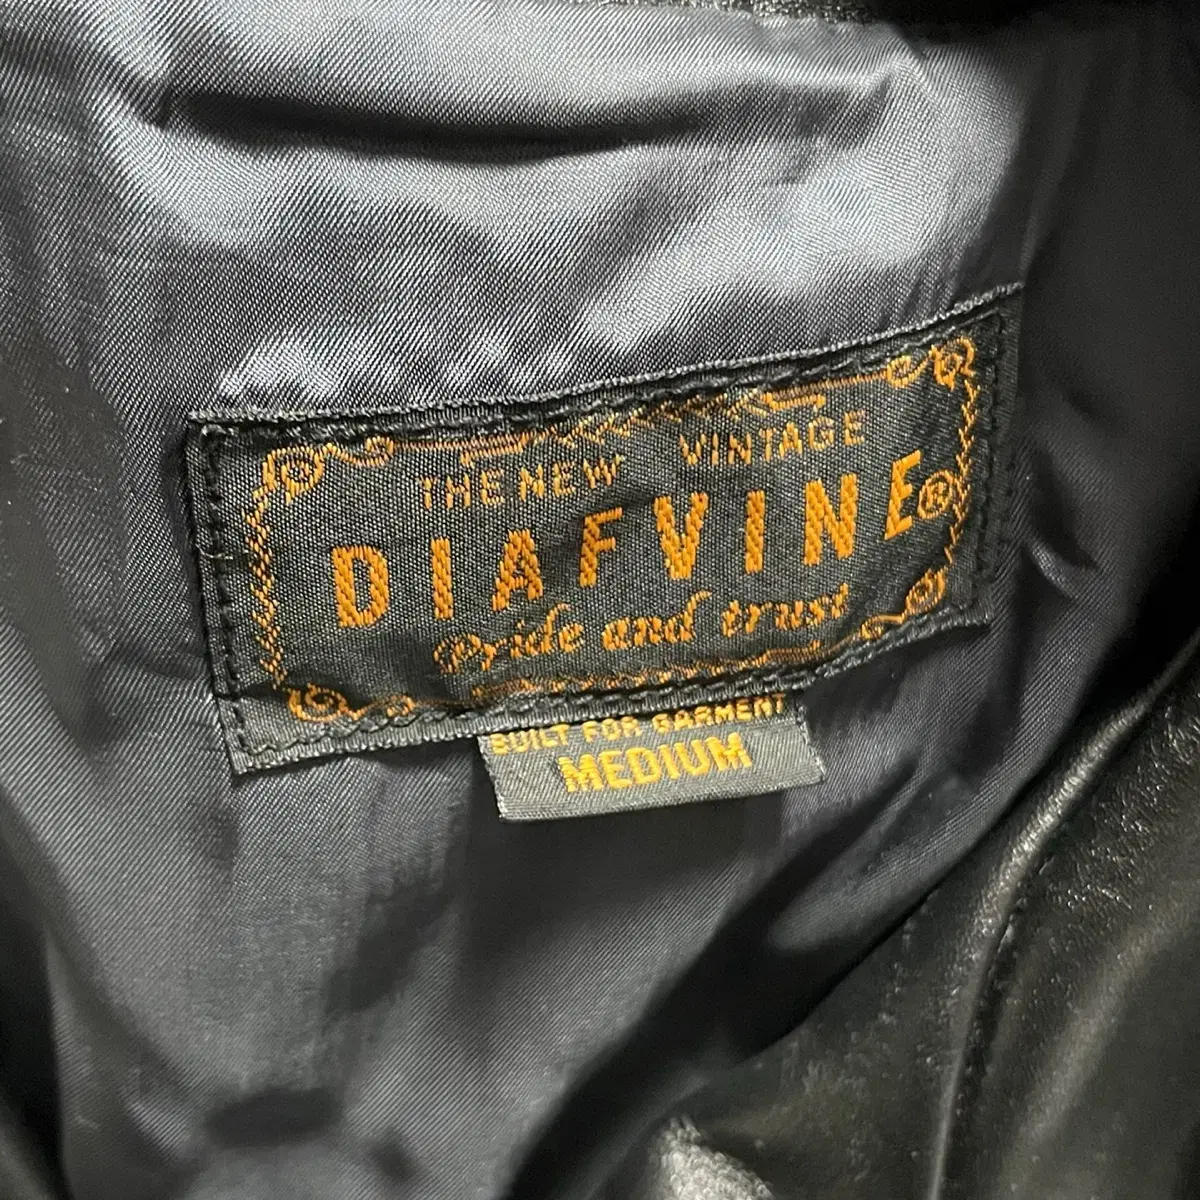 THE NEW VINTAGE
DIAFVINE®
Pride and trust
BUILT FOR GARMENT
MEDIUM